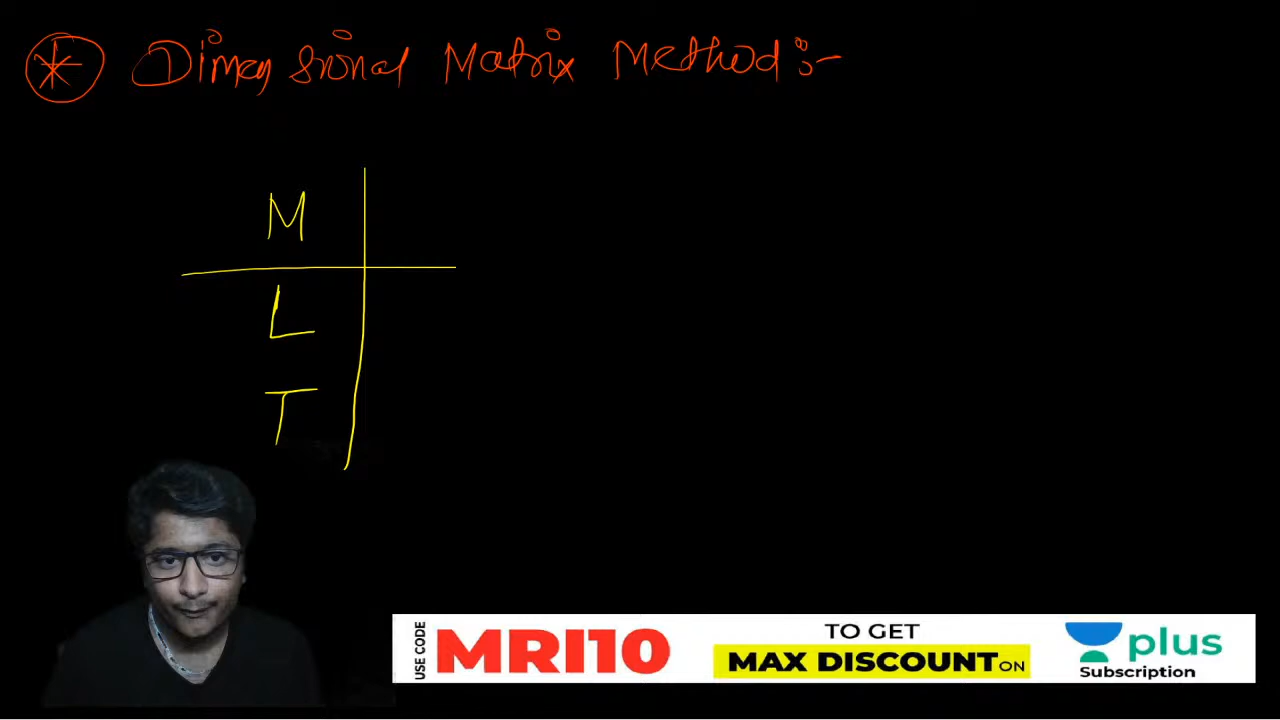 * Dimensional Matrix Method :-
M
L
T
USE CODE
MRI10
TO GET
MAX DISCOUNT ON
plus
Subscription